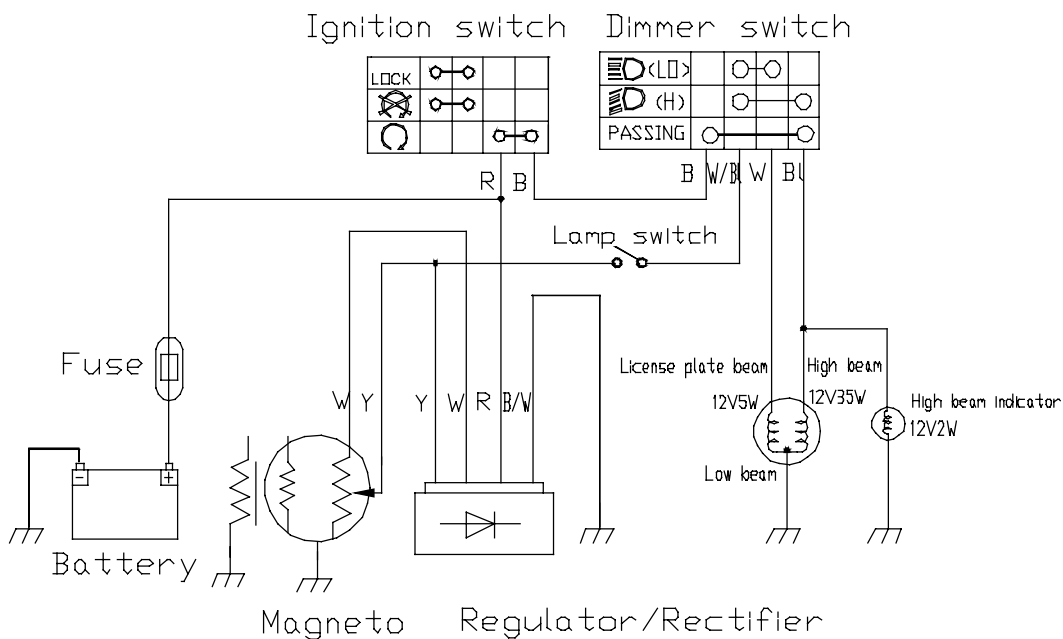 Ignition switch
Dimmer switch
LOCK
(LO)
(H)
PASSING
R B
B W/Bl W Bl
Lamp switch
Fuse
W Y Y W R B/W
License plate beam
12V5W
High beam
12V35W
High beam indicator
12V2W
Low beam
- +
Battery
Magneto
Regulator/Rectifier